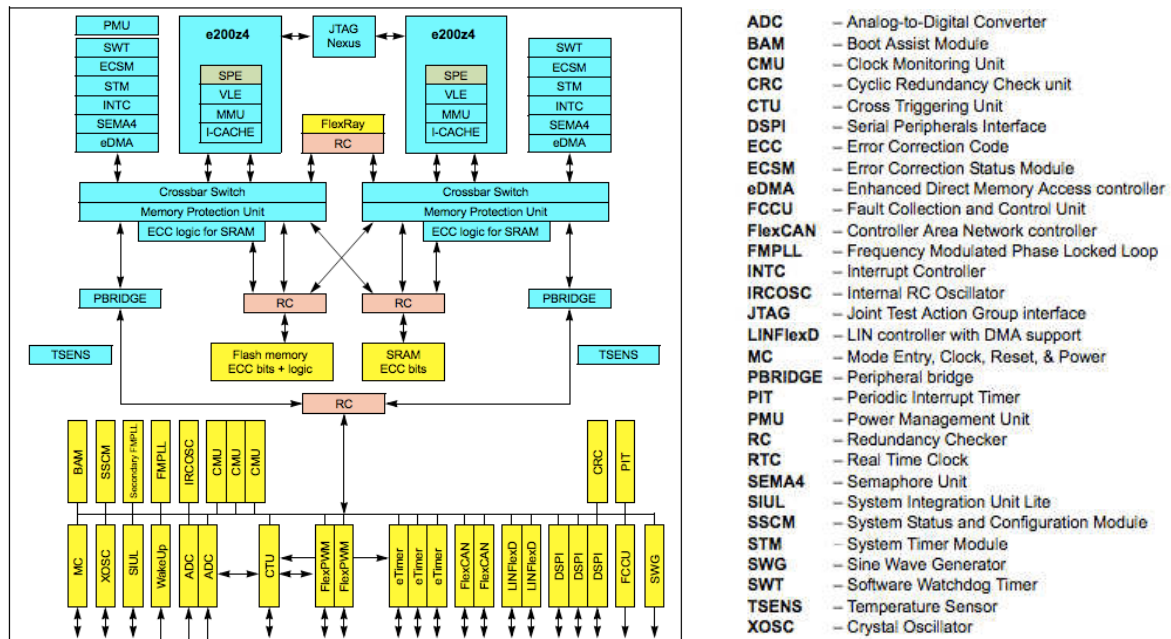 PMU
SWT
ECSM
STM
INTC
SEMA4
eDMA
e200z4
SPE
VLE
MMU
I-CACHE
JTAG
Nexus
FlexRay
RC
e200z4
SPE
VLE
MMU
I-CACHE
SWT
ECSM
STM
INTC
SEMA4
eDMA
Crossbar Switch
Memory Protection Unit
ECC logic for SRAM
Crossbar Switch
Memory Protection Unit
ECC logic for SRAM
PBRIDGE
RC
RC
PBRIDGE
TSENS
Flash memory
ECC bits + logic
SRAM
ECC bits
TSENS
RC
BAM
SSCM
Secondary FMPLL
FMPLL
IRCOSC
CMU
CMU
CMU
CRC
PIT
MC
XOSC
SIUL
WakeUp
ADC
ADC
CTU
FlexPWM
FlexPWM
eTimer
eTimer
eTimer
FlexCAN
FlexCAN
LINFlexD
LINFlexD
DSPI
DSPI
DSPI
FCCU
SWG
ADC – Analog-to-Digital Converter
BAM – Boot Assist Module
CMU – Clock Monitoring Unit
CRC – Cyclic Redundancy Check unit
CTU – Cross Triggering Unit
DSPI – Serial Peripherals Interface
ECC – Error Correction Code
ECSM – Error Correction Status Module
eDMA – Enhanced Direct Memory Access controller
FCCU – Fault Collection and Control Unit
FlexCAN – Controller Area Network controller
FMPLL – Frequency Modulated Phase Locked Loop
INTC – Interrupt Controller
IRCOSC – Internal RC Oscillator
JTAG – Joint Test Action Group interface
LINFlexD – LIN controller with DMA support
MC – Mode Entry, Clock, Reset, & Power
PBRIDGE – Peripheral bridge
PIT – Periodic Interrupt Timer
PMU – Power Management Unit
RC – Redundancy Checker
RTC – Real Time Clock
SEMA4 – Semaphore Unit
SIUL – System Integration Unit Lite
SSCM – System Status and Configuration Module
STM – System Timer Module
SWG – Sine Wave Generator
SWT – Software Watchdog Timer
TSENS – Temperature Sensor
XOSC – Crystal Oscillator